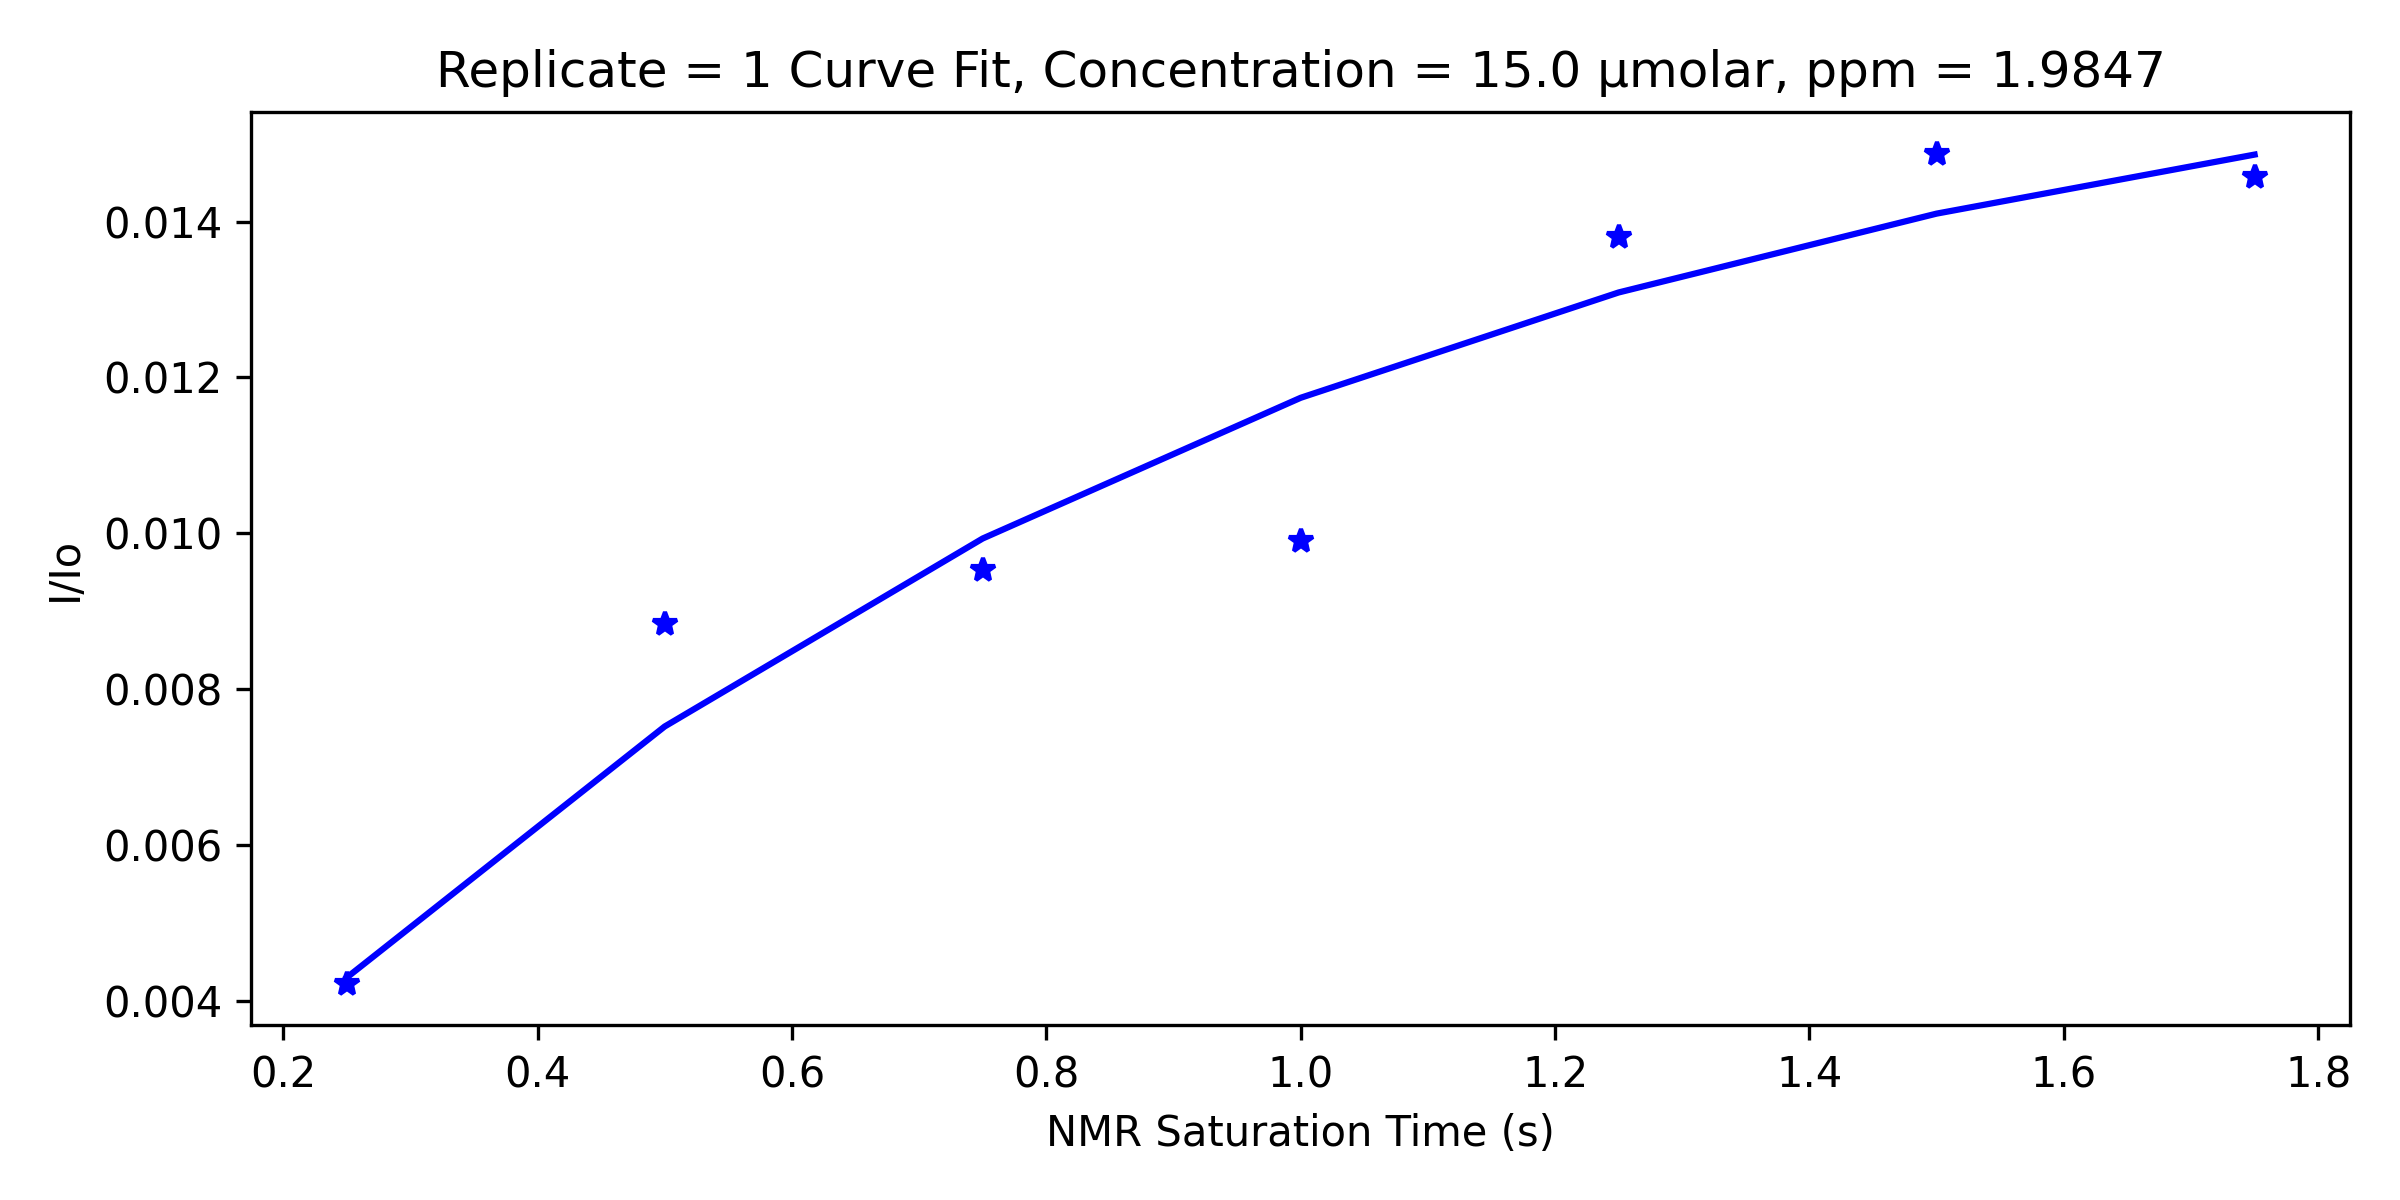 Replicate = 1 Curve Fit, Concentration = 15.0 μmolar, ppm = 1.9847
0.014
0.012
0.010
0.008
0.006
0.004
I/Io
0.2 0.4 0.6 0.8 1.0 1.2 1.4 1.6 1.8
NMR Saturation Time (s)